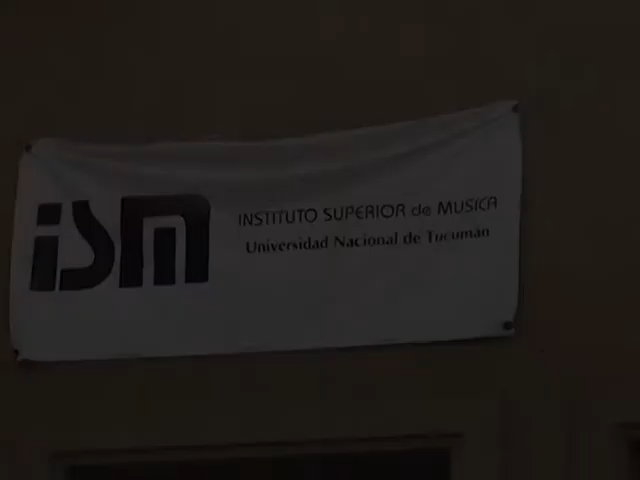 ism
INSTITUTO SUPERIOR de MUSICA
Universidad Nacional de Tucuman